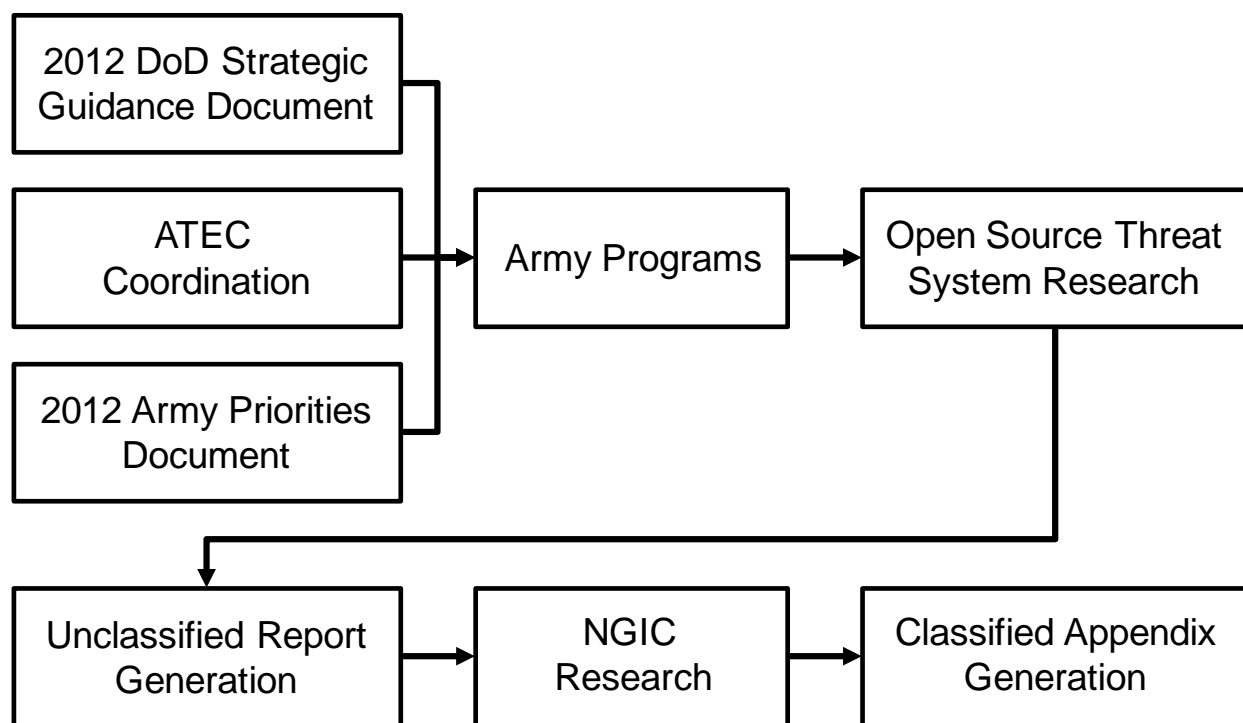 2012 DoD Strategic
Guidance Document
ATEC
Coordination
2012 Army Priorities
Document
Army Programs
Open Source Threat
System Research
Unclassified Report
Generation
NGIC
Research
Classified Appendix
Generation